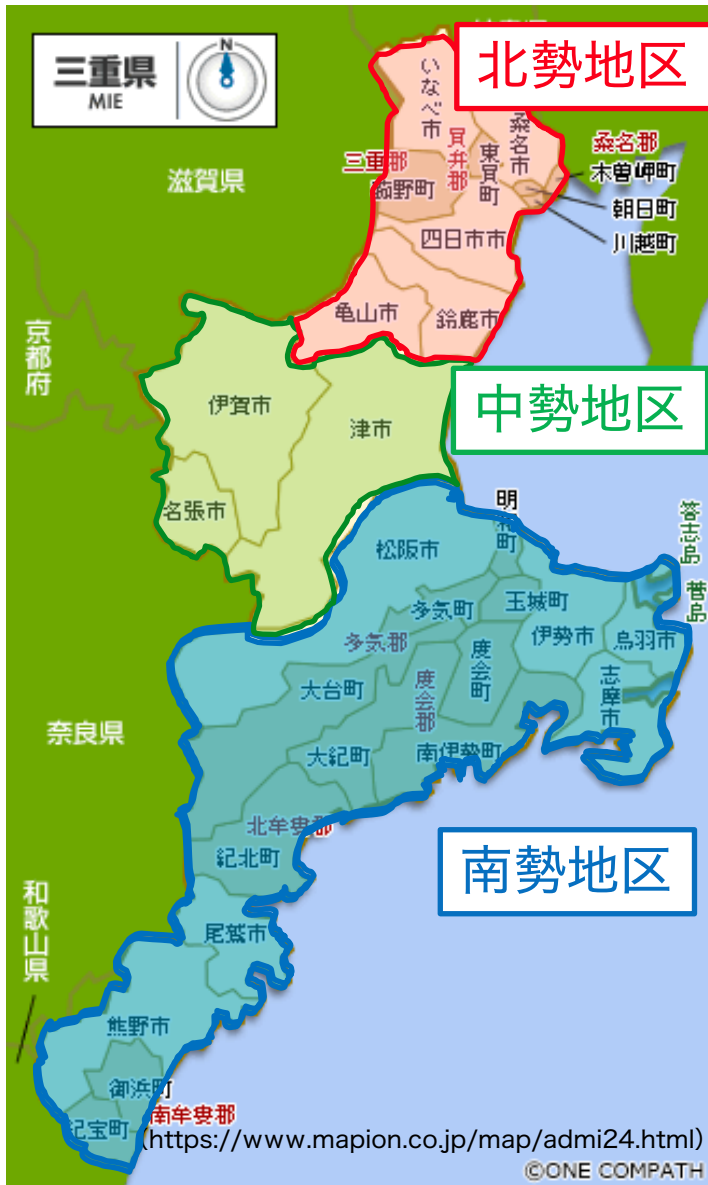 三重県
MIE
N
北勢地区
いなべ市
桑名市
員弁郡
東員町
桑名郡
木曽岬町
三重郡
菰野町
朝日町
川越町
滋賀県
四日市市
亀山市
鈴鹿市
京都府
伊賀市
津市
中勢地区
名張市
明
和町
松阪市
答志島
菅島
多気町
玉城町
伊勢市
鳥羽市
多気郡
度会町
大台町
度会郡
志摩市
奈良県
大紀町
南伊勢町
北牟婁郡
紀北町
南勢地区
和歌山県
尾鷲市
熊野市
御浜町
南牟婁郡
紀宝町
(https://www.mapion.co.jp/map/admi24.html)
©ONE COMPATH